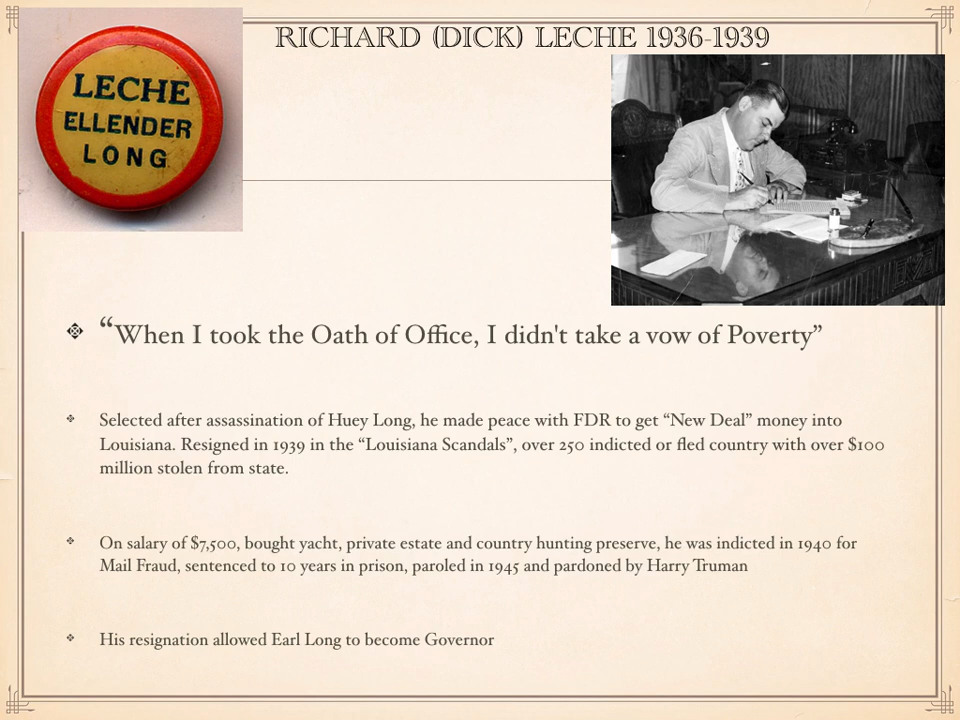 RICHARD (DICK) LECHE 1936-1939
LECHE
ELLENDER
LONG
“When I took the Oath of Office, I didn't take a vow of Poverty”
Selected after assassination of Huey Long, he made peace with FDR to get “New Deal” money into
Louisiana. Resigned in 1939 in the “Louisiana Scandals”, over 250 indicted or fled country with over $100
million stolen from state.
On salary of $7,500, bought yacht, private estate and country hunting preserve, he was indicted in 1940 for
Mail Fraud, sentenced to 10 years in prison, paroled in 1945 and pardoned by Harry Truman
His resignation allowed Earl Long to become Governor